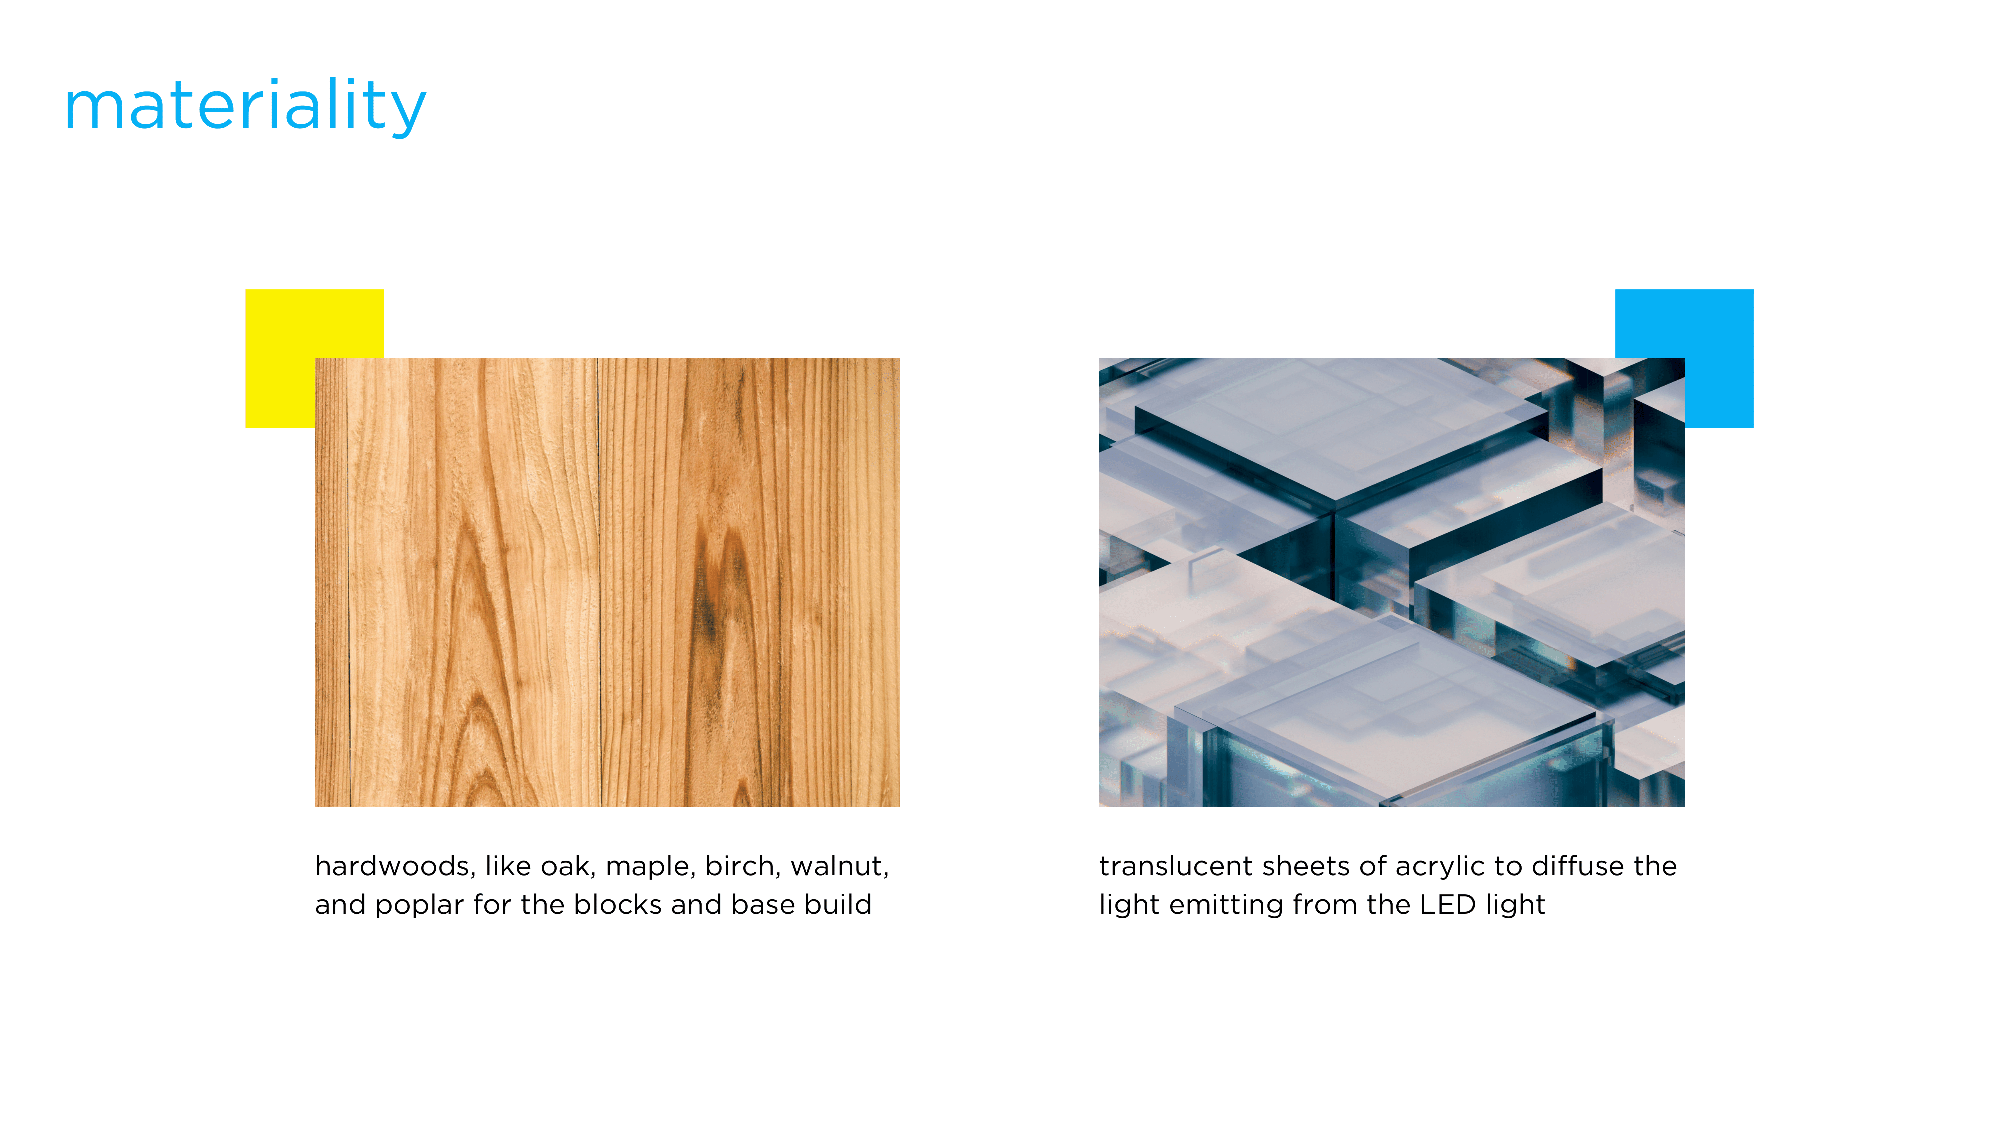 materiality
hardwoods, like oak, maple, birch, walnut,
and poplar for the blocks and base build
translucent sheets of acrylic to diffuse the
light emitting from the LED light